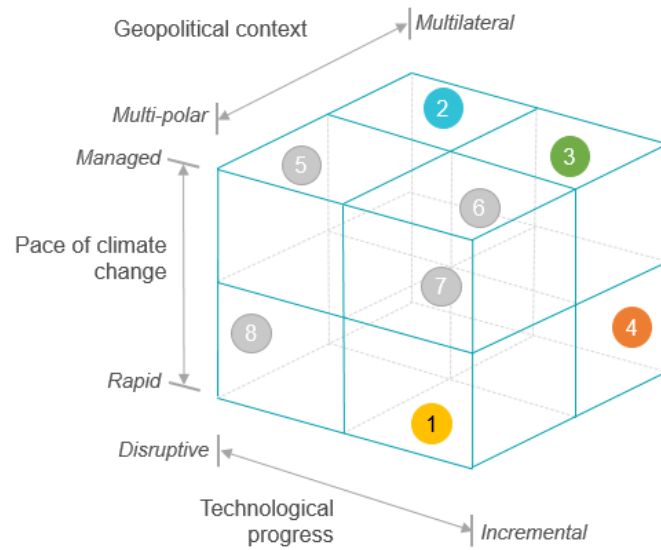 Geopolitical context
Multilateral
Multi-polar
Managed
Pace of climate
change
Rapid
Disruptive
Technological
progress
Incremental
2
3
5
6
7
4
8
1